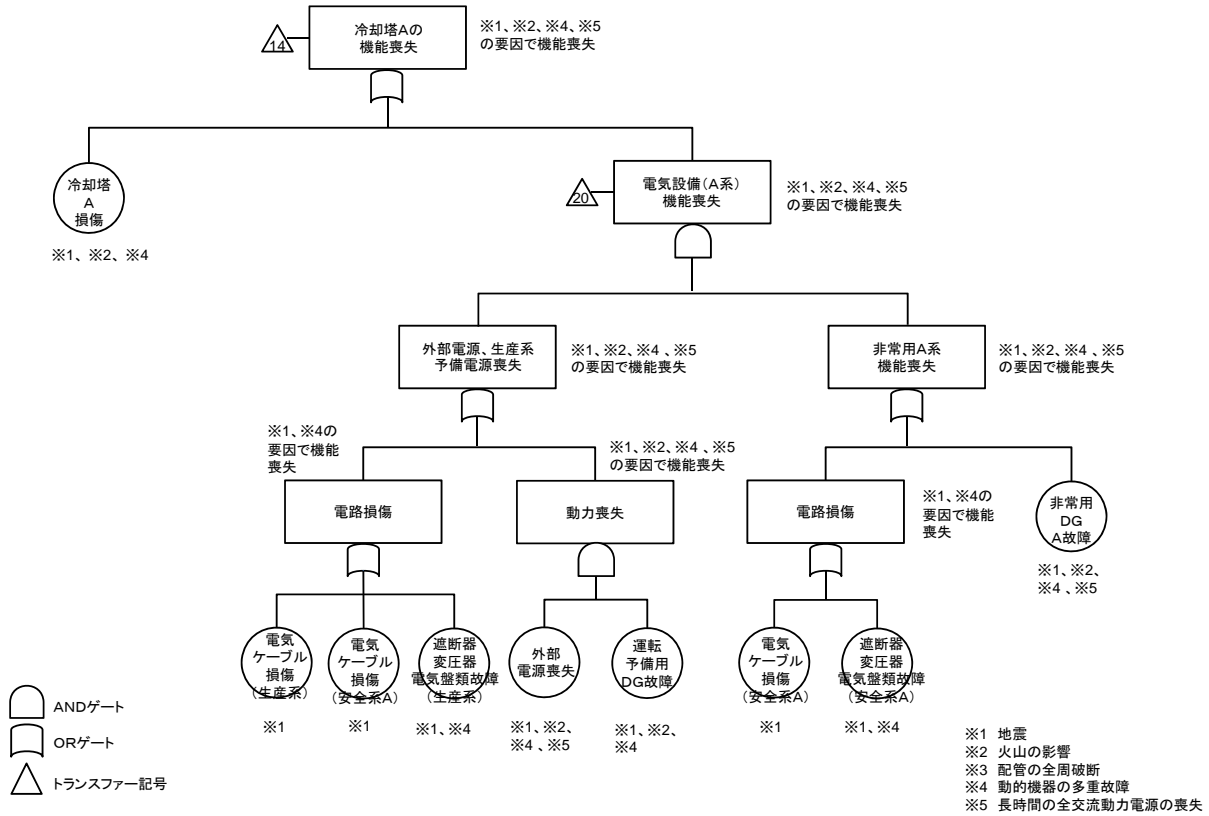 冷却塔Aの
機能喪失
14
※1、※2、※4、※5
の要因で機能喪失
冷却塔
A
損傷
※1、※2、※4
電気設備（A系）
機能喪失
20
※1、※2、※4、※5
の要因で機能喪失
外部電源、生産系
予備電源喪失
※1、※2、※4 、※5
の要因で機能喪失
非常用A系
機能喪失
※1、※2、※4 、※5
の要因で機能喪失
※1、※4の
要因で機能
喪失
電路損傷
※1、※2、※4 、※5
の要因で機能喪失
動力喪失
電路損傷
※1、※4の
要因で機能
喪失
非常用
DG
A故障
※1、※2、
※4 、※5
電気
ケーブル
損傷
（生産系）
※1
電気
ケーブル
損傷
（安全系A）
※1
遮断器
変圧器
電気盤類故障
（生産系）
※1、※4
外部
電源喪失
※1、※2、
※4 、※5
運転
予備用
DG故障
※1、※2、
※4
電気
ケーブル
損傷
（安全系A）
※1
遮断器
変圧器
電気盤類故障
（安全系A）
※1、※4
ANDゲート
ORゲート
トランスファー記号
※1 地震
※2 火山の影響
※3 配管の全周破断
※4 動的機器の多重故障
※5 長時間の全交流動力電源の喪失